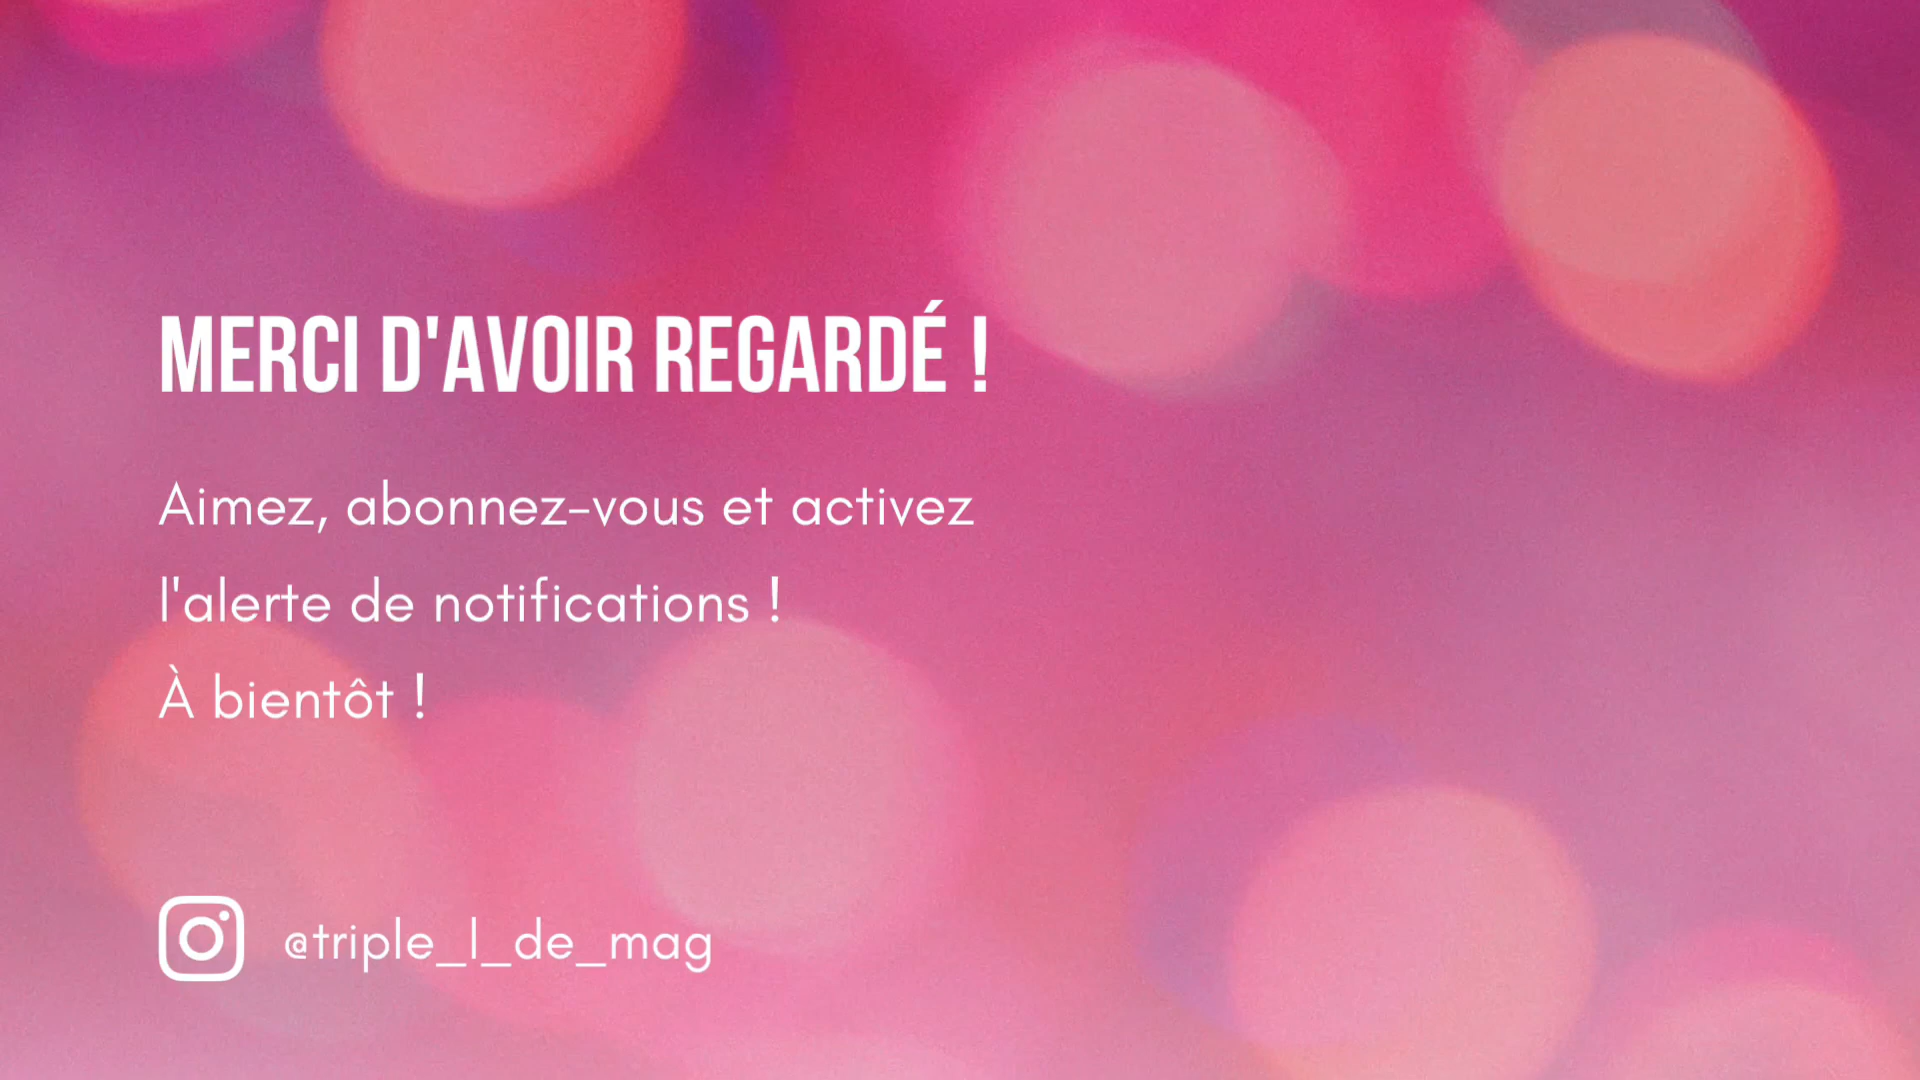 MERCI D'AVOIR REGARDÉ !
Aimez, abonnez-vous et activez
l'alerte de notifications !
À bientôt !
@triple_l_de_mag